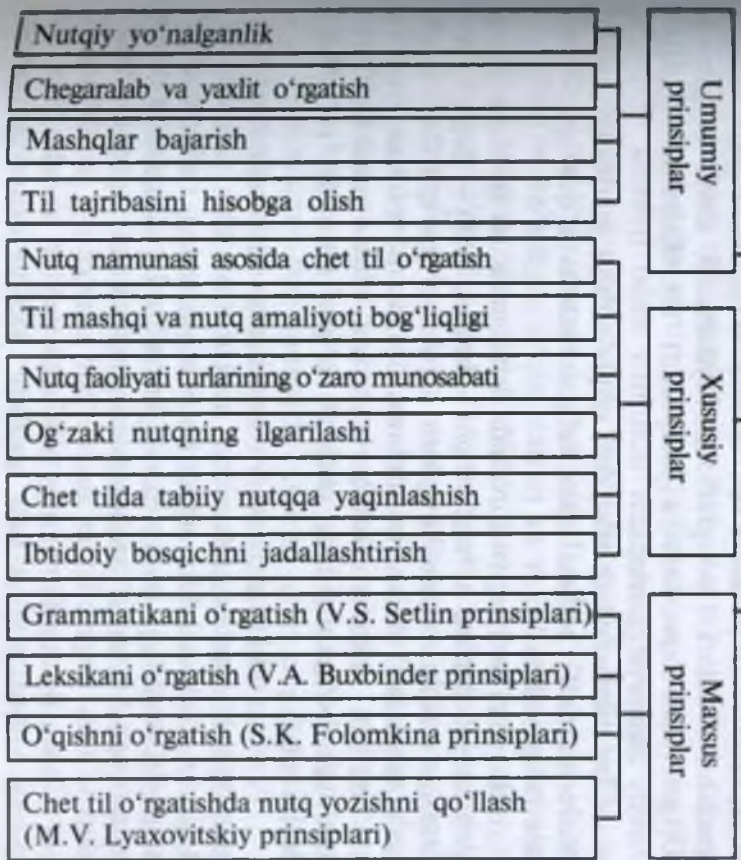 Nutqiy yo‘nalganlik
Chegaralab va yaxlit o‘rgatish
Mashqlar bajarish
Til tajribasini hisobga olish
Umumiy
prinsiplar
Nutq namunasi asosida chet til o‘rgatish
Til mashqi va nutq amaliyoti bog‘liqligi
Nutq faoliyati turlarining o‘zaro munosabati
Og‘zaki nutqning ilgarilashi
Chet tilda tabiiy nutqqa yaqinlashish
Ibtidoiy bosqichni jadallashtirish
Xususiy
prinsiplar
Grammatikani o‘rgatish (V.S. Setlin prinsiplari)
Leksikani o‘rgatish (V.A. Buxbinder prinsiplari)
O‘qishni o‘rgatish (S.K. Folomkina prinsiplari)
Chet til o‘rgatishda nutq yozishni qo‘llash
(M.V. Lyaxovitskiy prinsiplari)
Maxsus
prinsiplar